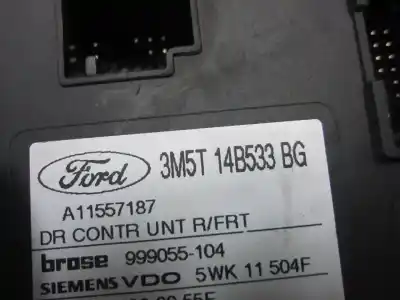 Ford 3M5T 14B533 BG
A11557187
DR CONTR UNT R/FRT
brose 999055-104
SIEMENS VDO 5WK 11 504F